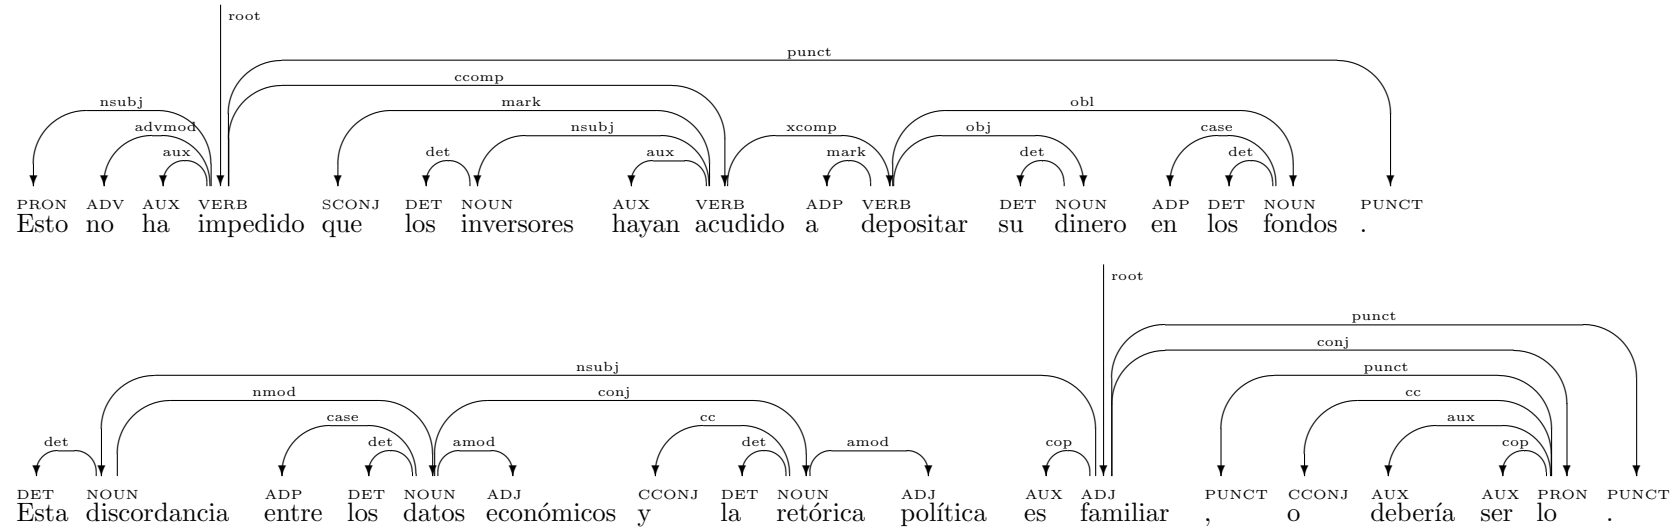 root
punct
ccomp
nsubj mark obl
advmod nsubj xcomp obj case
aux det aux mark det det
PRON ADV AUX VERB SCONJ DET NOUN AUX VERB ADP VERB DET NOUN ADP DET NOUN PUNCT
Esto no ha impedido que los inversores hayan acudido a depositar su dinero en los fondos .
root
punct
conj
nsubj punct
nmod conj cc
case cc aux
det det amod det amod cop cop
DET NOUN ADP DET NOUN ADJ CCONJ DET NOUN ADJ AUX ADJ PUNCT CCONJ AUX AUX PRON PUNCT
Esta discordancia entre los datos económicos y la retórica política es familiar , o debería ser lo .